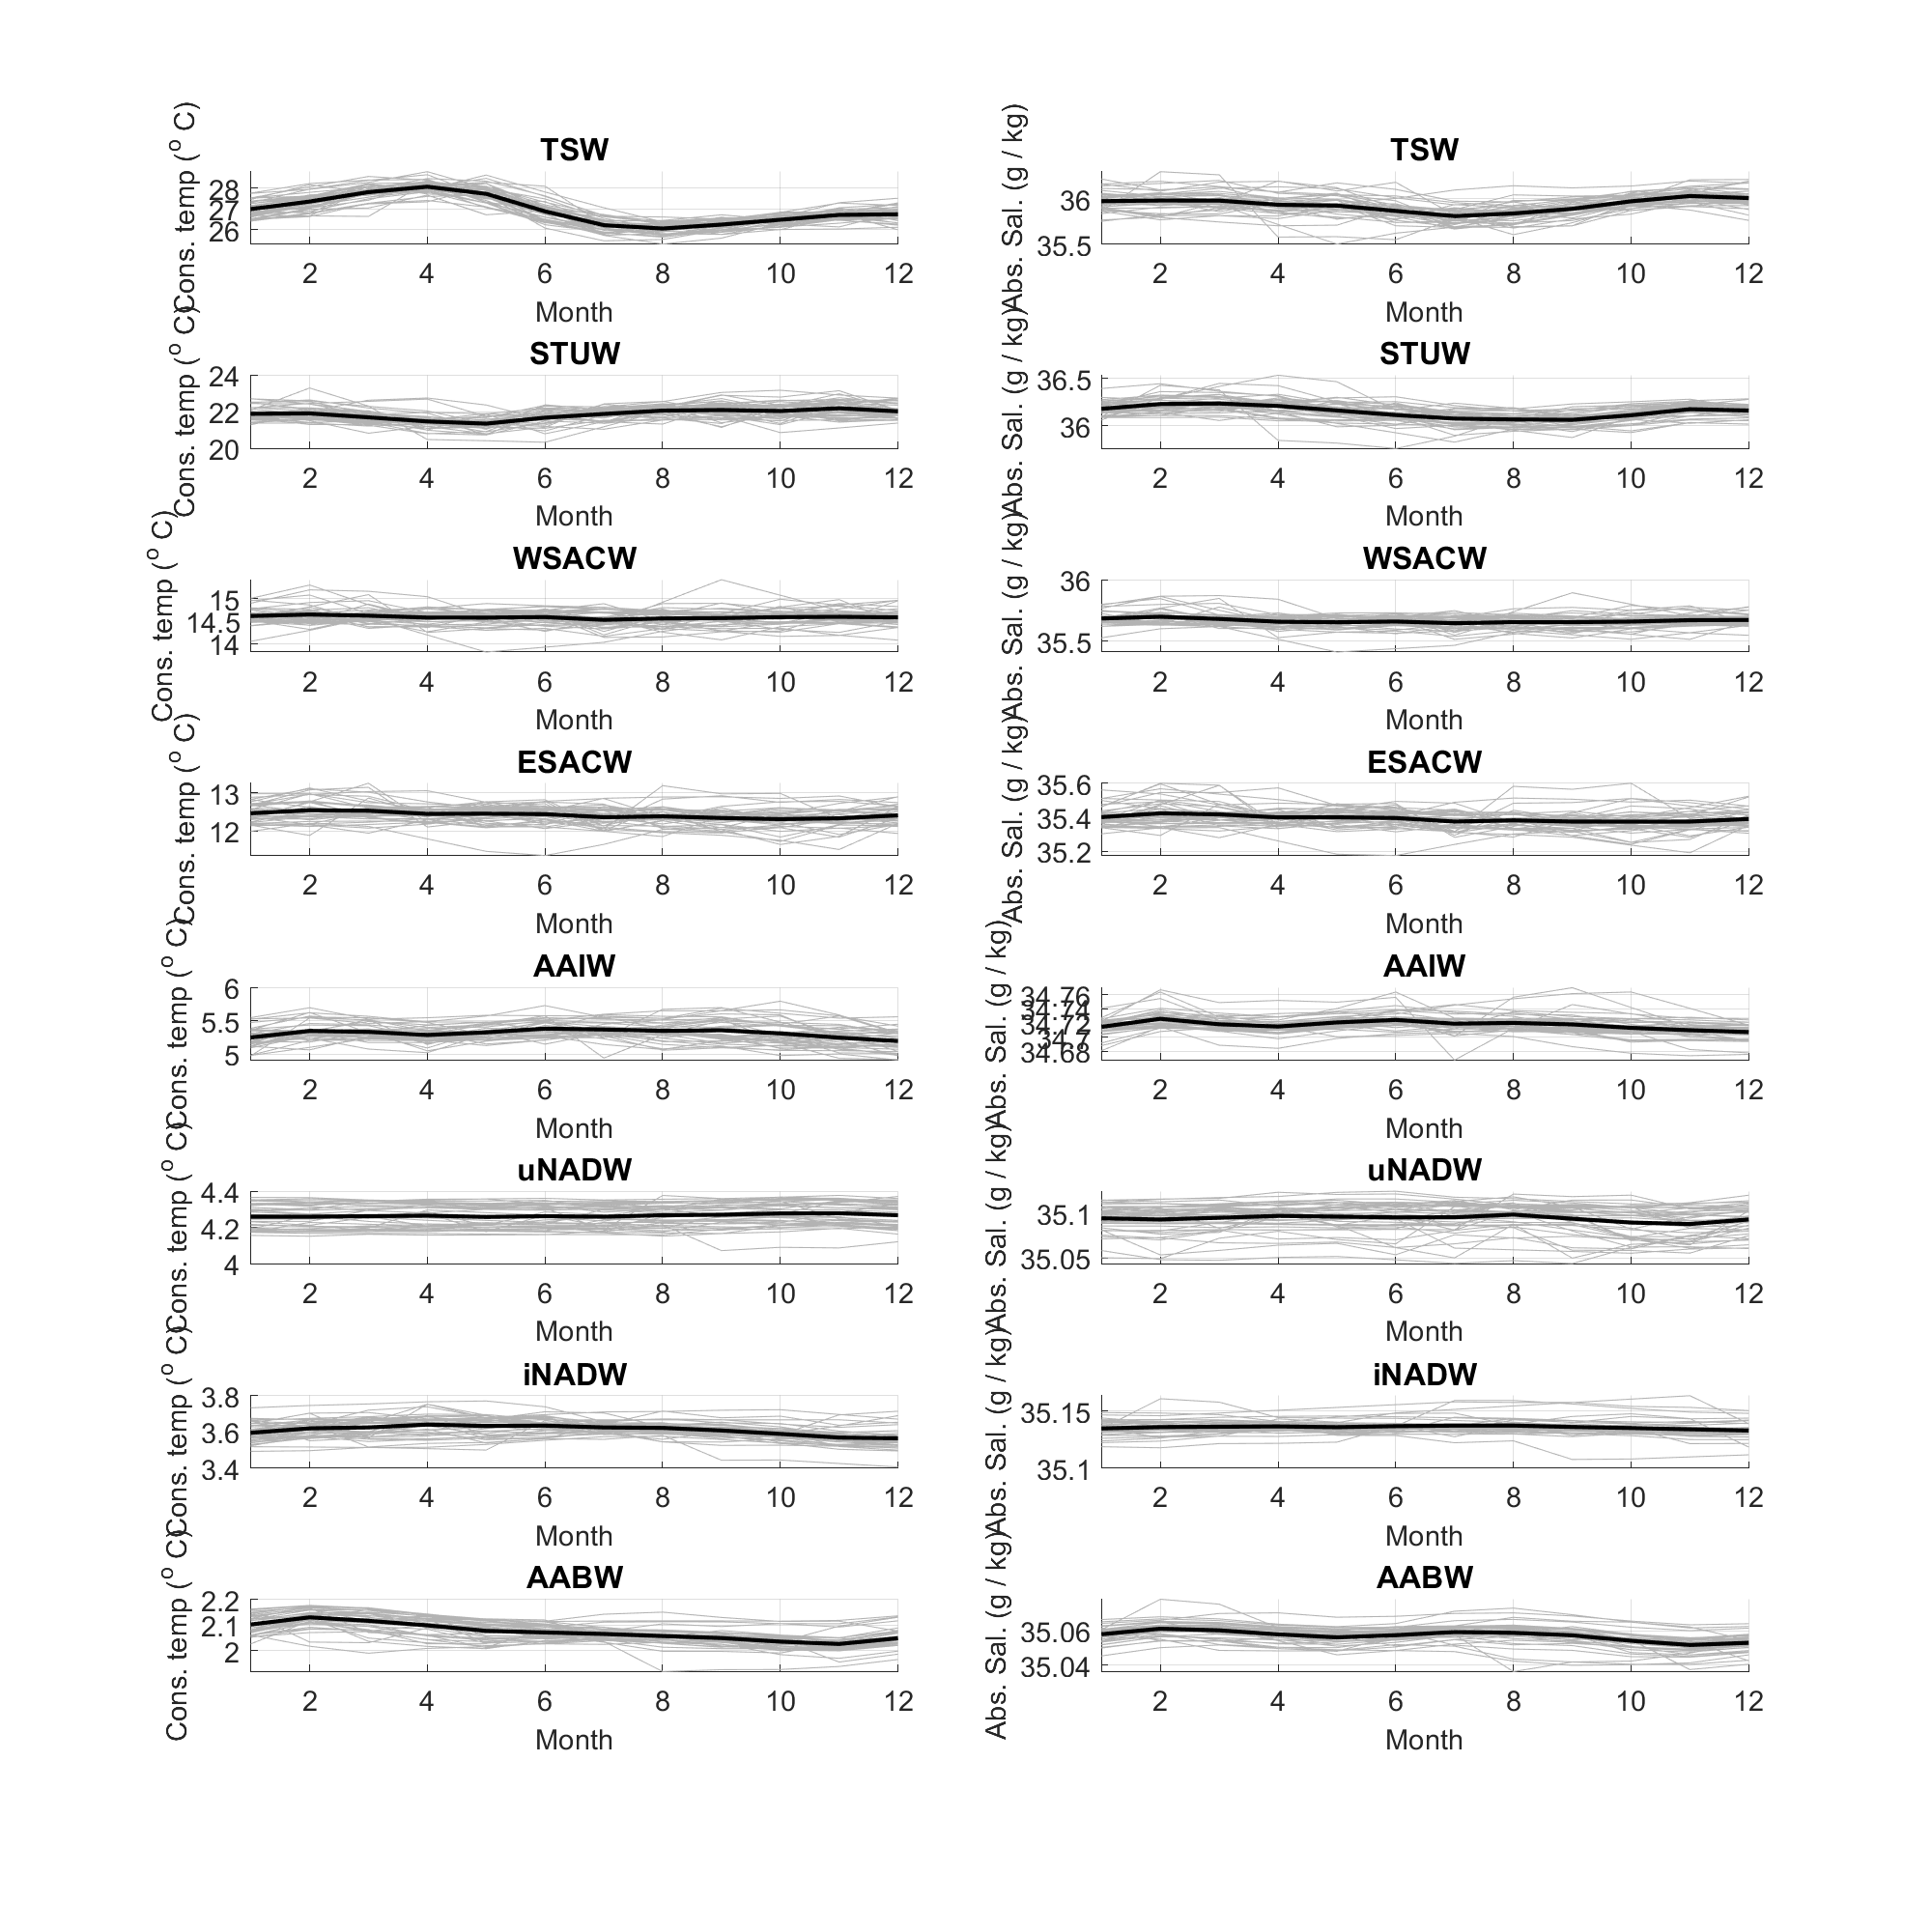 TSW
Cons. temp (° C)
28
27
26
2 4 6 8 10 12
Month
TSW
Abs. Sal. (g / kg)
36
35.5
2 4 6 8 10 12
Month
STUW
Cons. temp (° C)
24
22
20
2 4 6 8 10 12
Month
STUW
Abs. Sal. (g / kg)
36.5
36
2 4 6 8 10 12
Month
WSACW
Cons. temp (° C)
15
14.5
14
2 4 6 8 10 12
Month
WSACW
Abs. Sal. (g / kg)
36
35.5
2 4 6 8 10 12
Month
ESACW
Cons. temp (° C)
13
12
2 4 6 8 10 12
Month
ESACW
Abs. Sal. (g / kg)
35.6
35.4
35.2
2 4 6 8 10 12
Month
AAIW
Cons. temp (° C)
6
5.5
5
2 4 6 8 10 12
Month
AAIW
Abs. Sal. (g / kg)
34.76
34.74
34.72
34.7
34.68
2 4 6 8 10 12
Month
uNADW
Cons. temp (° C)
4.4
4.2
4
2 4 6 8 10 12
Month
uNADW
Abs. Sal. (g / kg)
35.1
35.05
2 4 6 8 10 12
Month
iNADW
Cons. temp (° C)
3.8
3.6
3.4
2 4 6 8 10 12
Month
iNADW
Abs. Sal. (g / kg)
35.15
35.1
2 4 6 8 10 12
Month
AABW
Cons. temp (° C)
2.2
2.1
2
2 4 6 8 10 12
Month
AABW
Abs. Sal. (g / kg)
35.06
35.04
2 4 6 8 10 12
Month